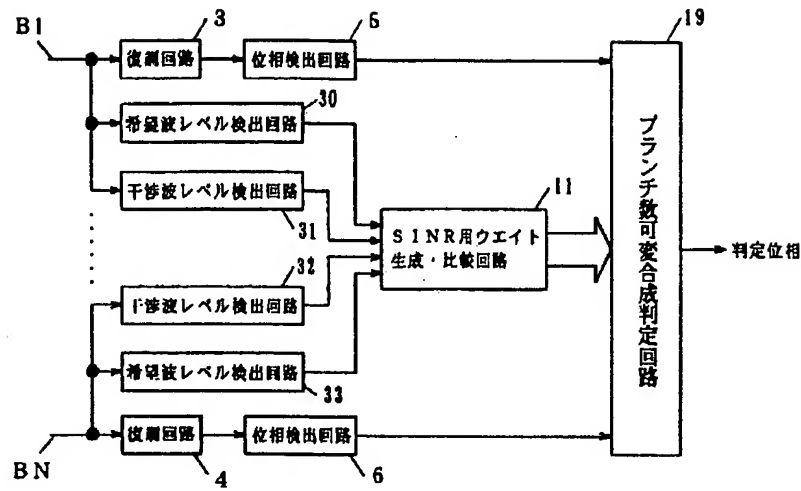 B1
3
5
19
復調回路
位相検出回路
30
希望波レベル検出回路
干渉波レベル検出回路
31
11
SINR用ウエイト
生成・比較回路
ブランチ数可変合成判定回路
判定位相
32
干渉波レベル検出回路
希望波レベル検出回路
33
復調回路
位相検出回路
BN
4
6